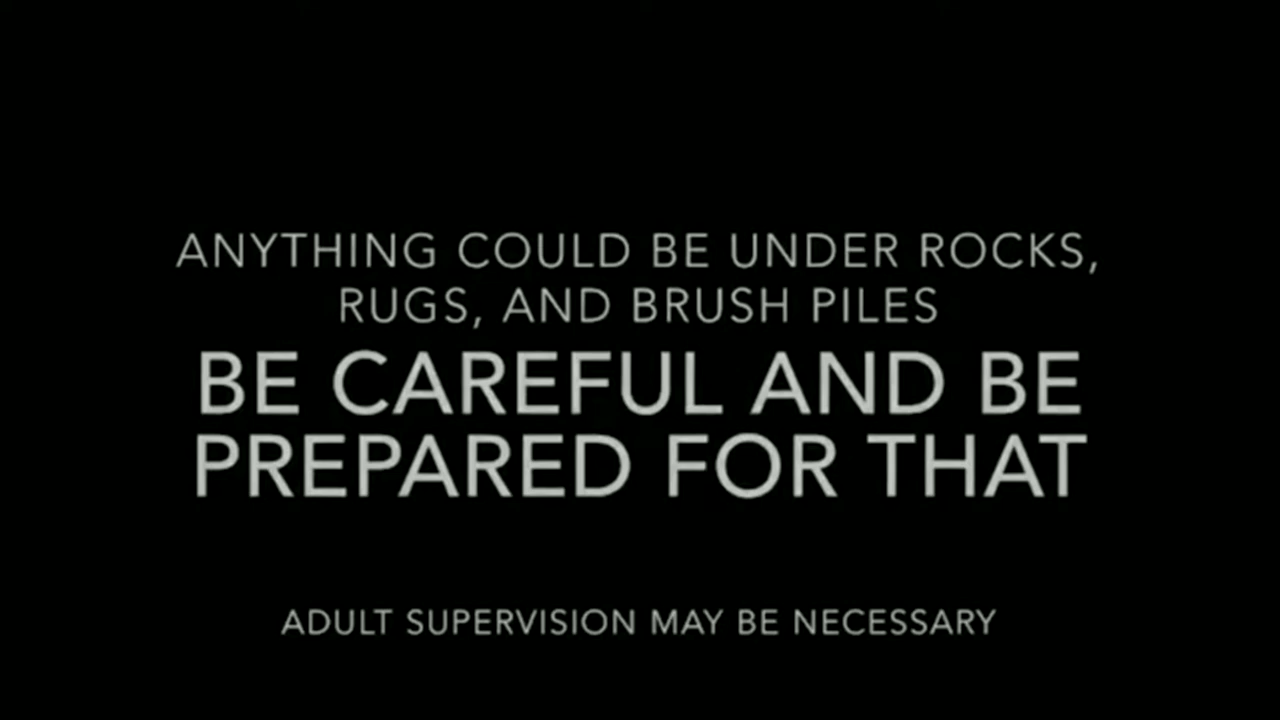 ANYTHING COULD BE UNDER ROCKS,
RUGS, AND BRUSH PILES
BE CAREFUL AND BE
PREPARED FOR THAT
ADULT SUPERVISION MAY BE NECESSARY